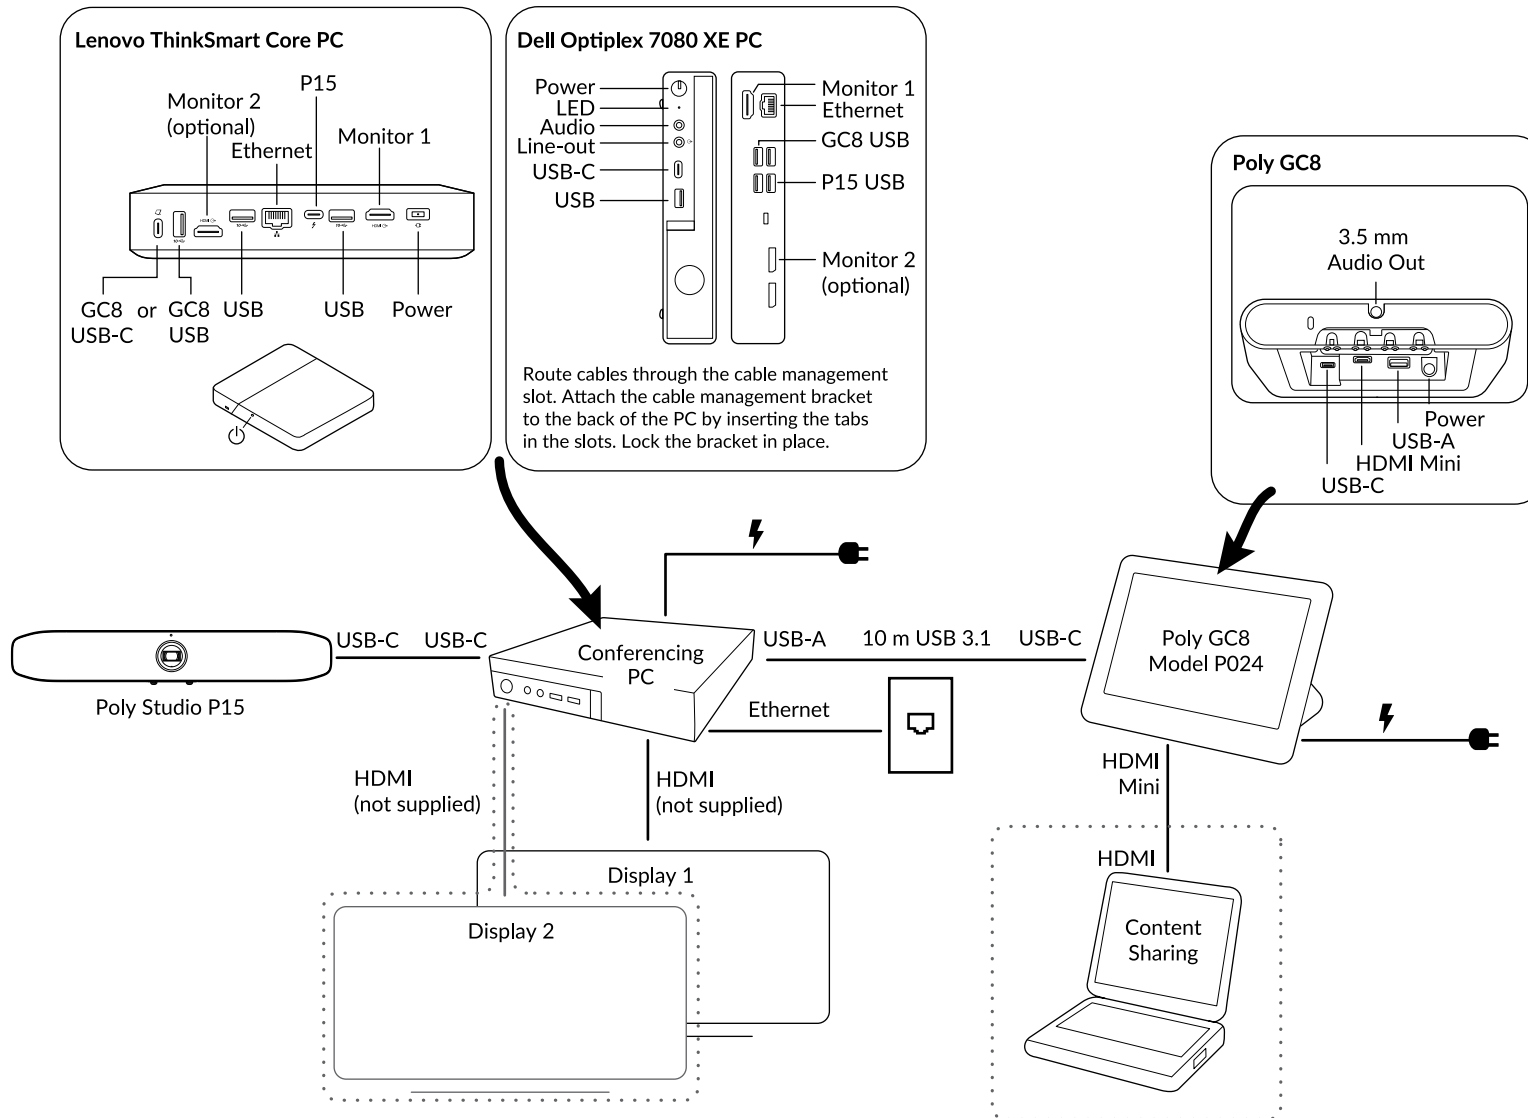 Lenovo ThinkSmart Core PC
P15
Monitor 2
(optional)
Ethernet
Monitor 1
HDMI
10Gb
10Gb
10Gb
HDMI
GC8
USB-C
or
GC8
USB
USB
USB
Power
Dell Optiplex 7080 XE PC
Power
LED
Audio
Line-out
USB-C
USB
Monitor 1
Ethernet
GC8 USB
P15 USB
Monitor 2
(optional)
Route cables through the cable management
slot. Attach the cable management bracket
to the back of the PC by inserting the tabs
in the slots. Lock the bracket in place.
Poly GC8
3.5 mm
Audio Out
Power
USB-A
HDMI Mini
USB-C
USB-C
USB-C
Poly Studio P15
Conferencing
PC
USB-A
10 m USB 3.1
USB-C
Poly GC8
Model P024
Ethernet
HDMI
(not supplied)
HDMI
(not supplied)
HDMI
Mini
HDMI
Display 1
Display 2
Content
Sharing